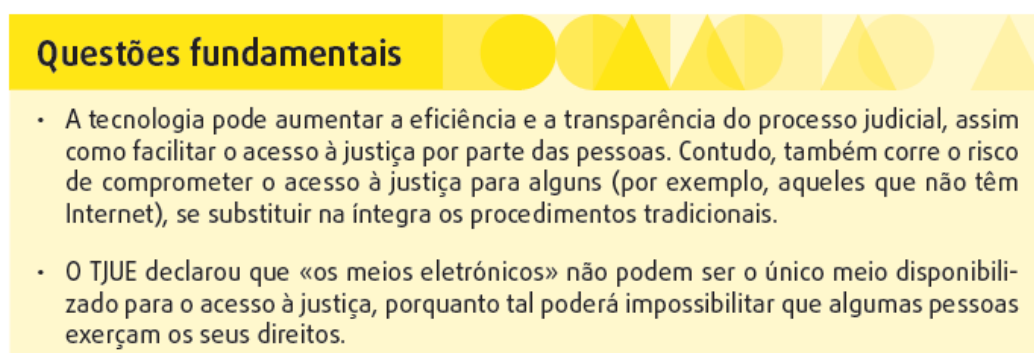 Questões fundamentais
• A tecnologia pode aumentar a eficiência e a transparência do processo judicial, assim
como facilitar o acesso à justiça por parte das pessoas. Contudo, também corre o risco
de comprometer o acesso à justiça para alguns (por exemplo, aqueles que não têm
Internet), se substituir na íntegra os procedimentos tradicionais.
• O TJUE declarou que «os meios eletrónicos» não podem ser o único meio disponibili-
zado para o acesso à justiça, porquanto tal poderá impossibilitar que algumas pessoas
exerçam os seus direitos.